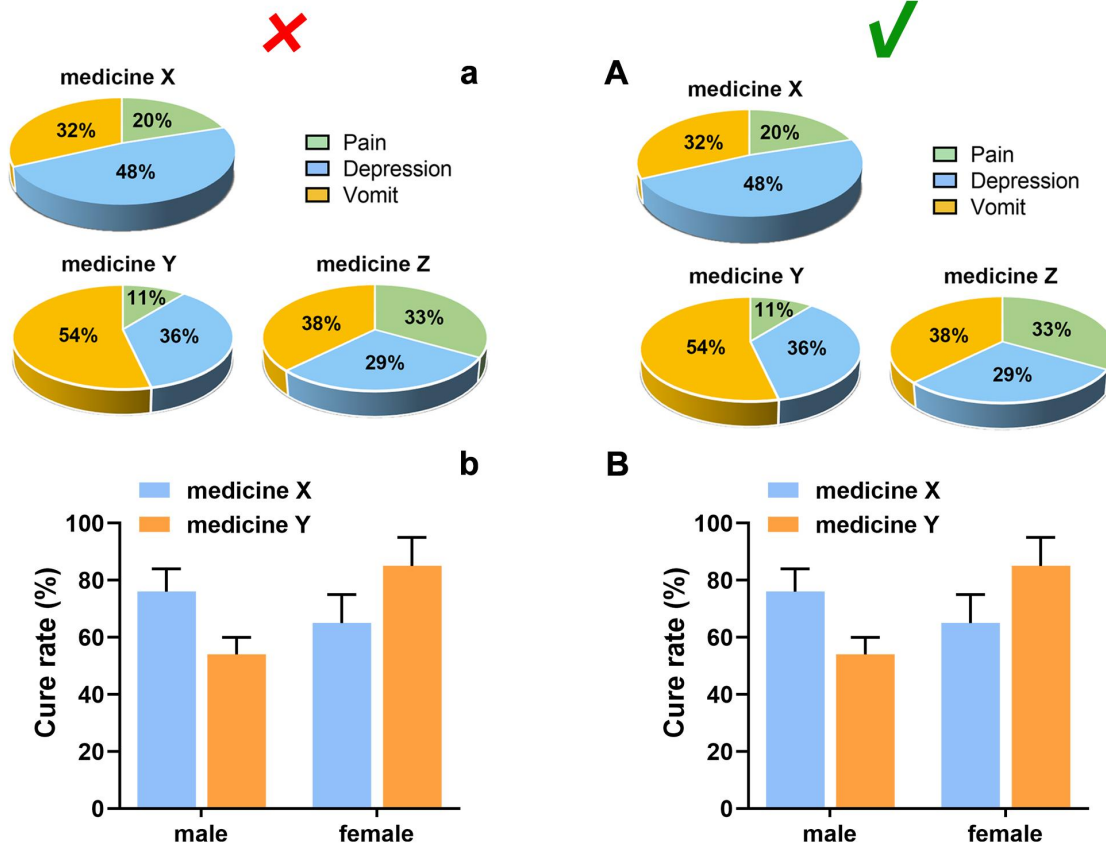 a
medicine X
32%
20%
48%
Pain
Depression
Vomit
medicine Y
11%
54%
36%
medicine Z
38%
33%
29%
b
medicine X
medicine Y
Cure rate (%)
100
80
60
40
20
0
male
female
A
medicine X
32%
20%
48%
Pain
Depression
Vomit
medicine Y
11%
54%
36%
medicine Z
38%
33%
29%
B
medicine X
medicine Y
Cure rate (%)
100
80
60
40
20
0
male
female